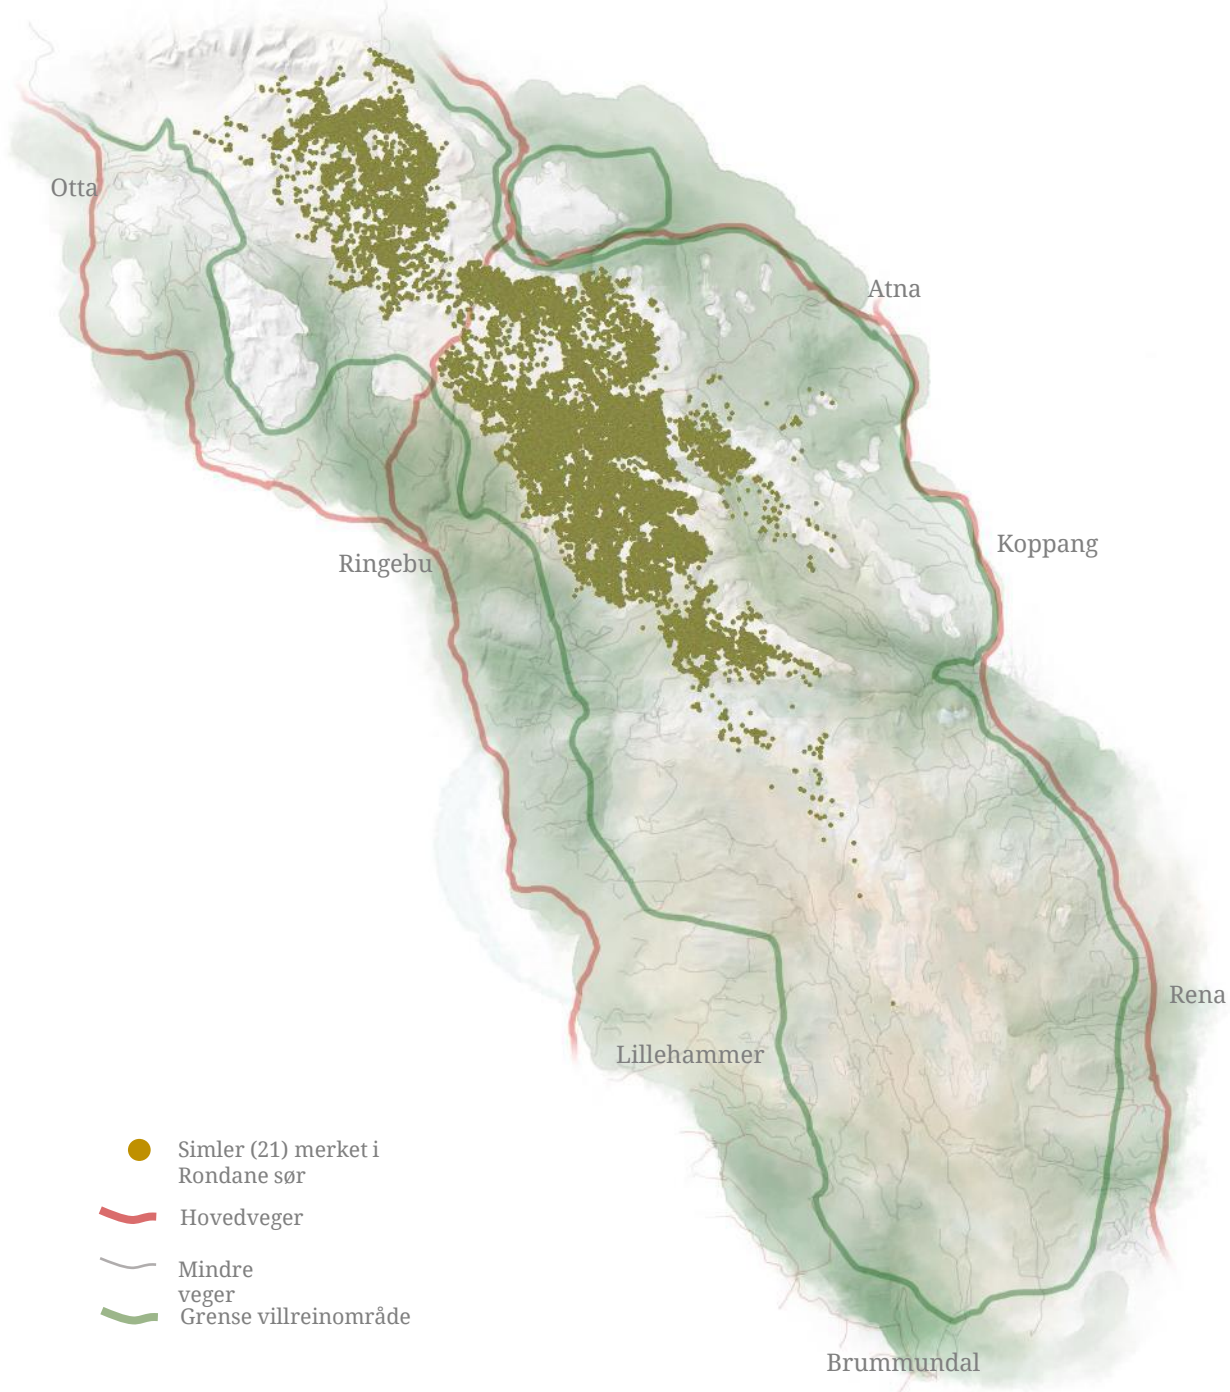 Otta
Atna
Koppang
Ringebu
Rena
Lillehammer
Simler (21) merket i
Rondane sør
Hovedveger
Mindre
veger
Grense villreinområde
Brummundal